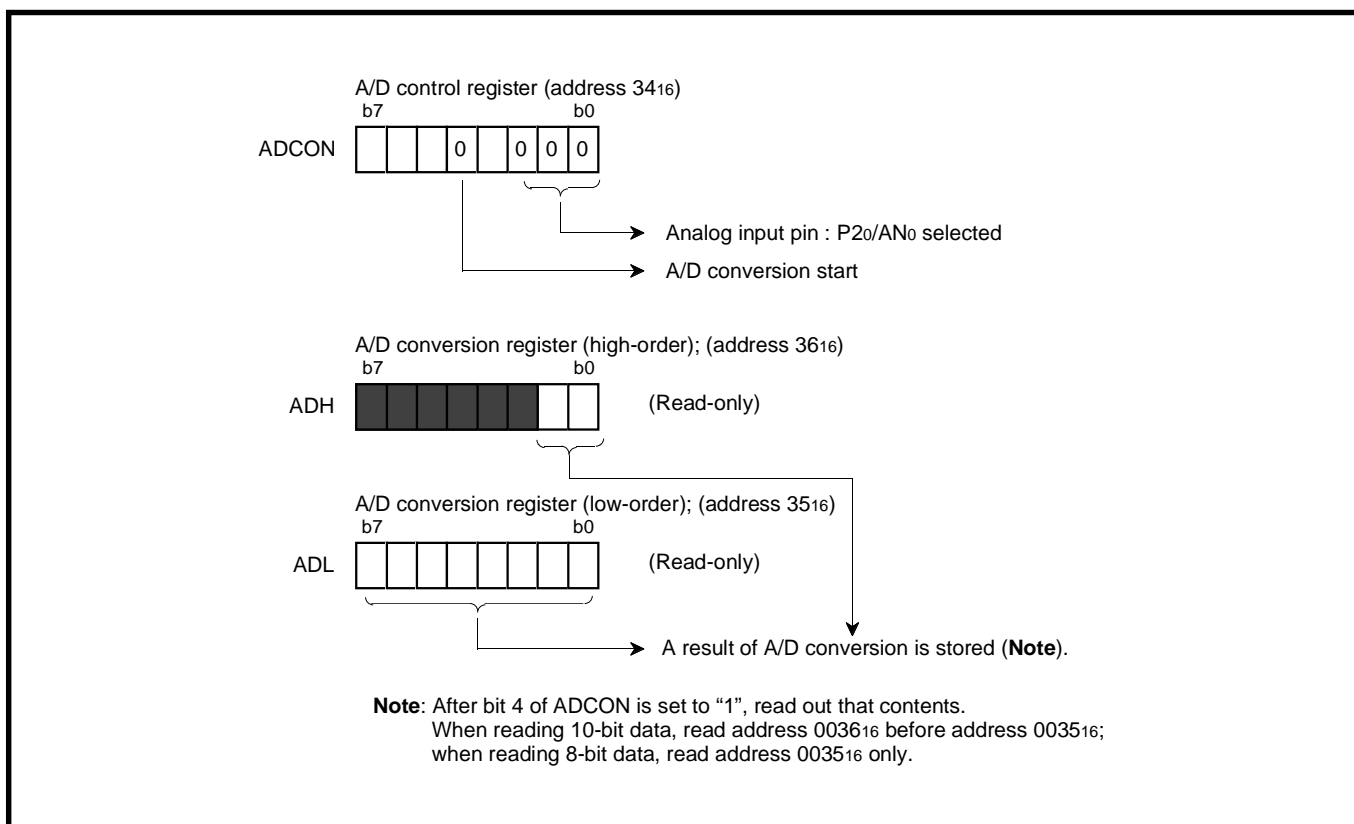 A/D control register (address 3416)
b7 b0
ADCON 0 0 0 0
Analog input pin : P20/AN0 selected
A/D conversion start
A/D conversion register (high-order); (address 3616)
b7 b0
ADH (Read-only)
A/D conversion register (low-order); (address 3516)
b7 b0
ADL (Read-only)
A result of A/D conversion is stored (Note).
Note: After bit 4 of ADCON is set to “1”, read out that contents.
When reading 10-bit data, read address 003616 before address 003516;
when reading 8-bit data, read address 003516 only.